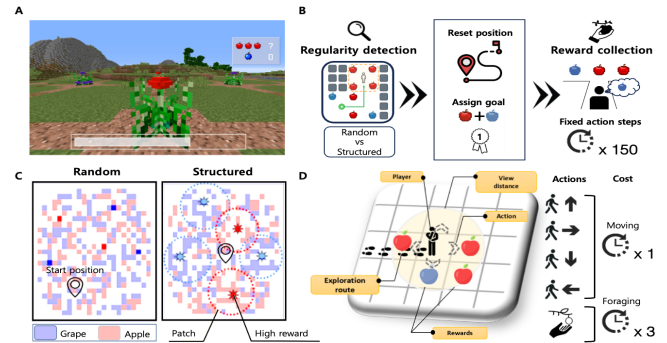 A
?
0
B
Regularity detection
Random
vs
Structured
Reset position
Assign goal
+
1
Reward collection
Fixed action steps
x 150
C
Random
Structured
Start position
Grape
Apple
Patch
High reward
D
Player
View
distance
Action
Exploration
route
Rewards
Actions
Cost
Moving
x 1
Foraging
x 3